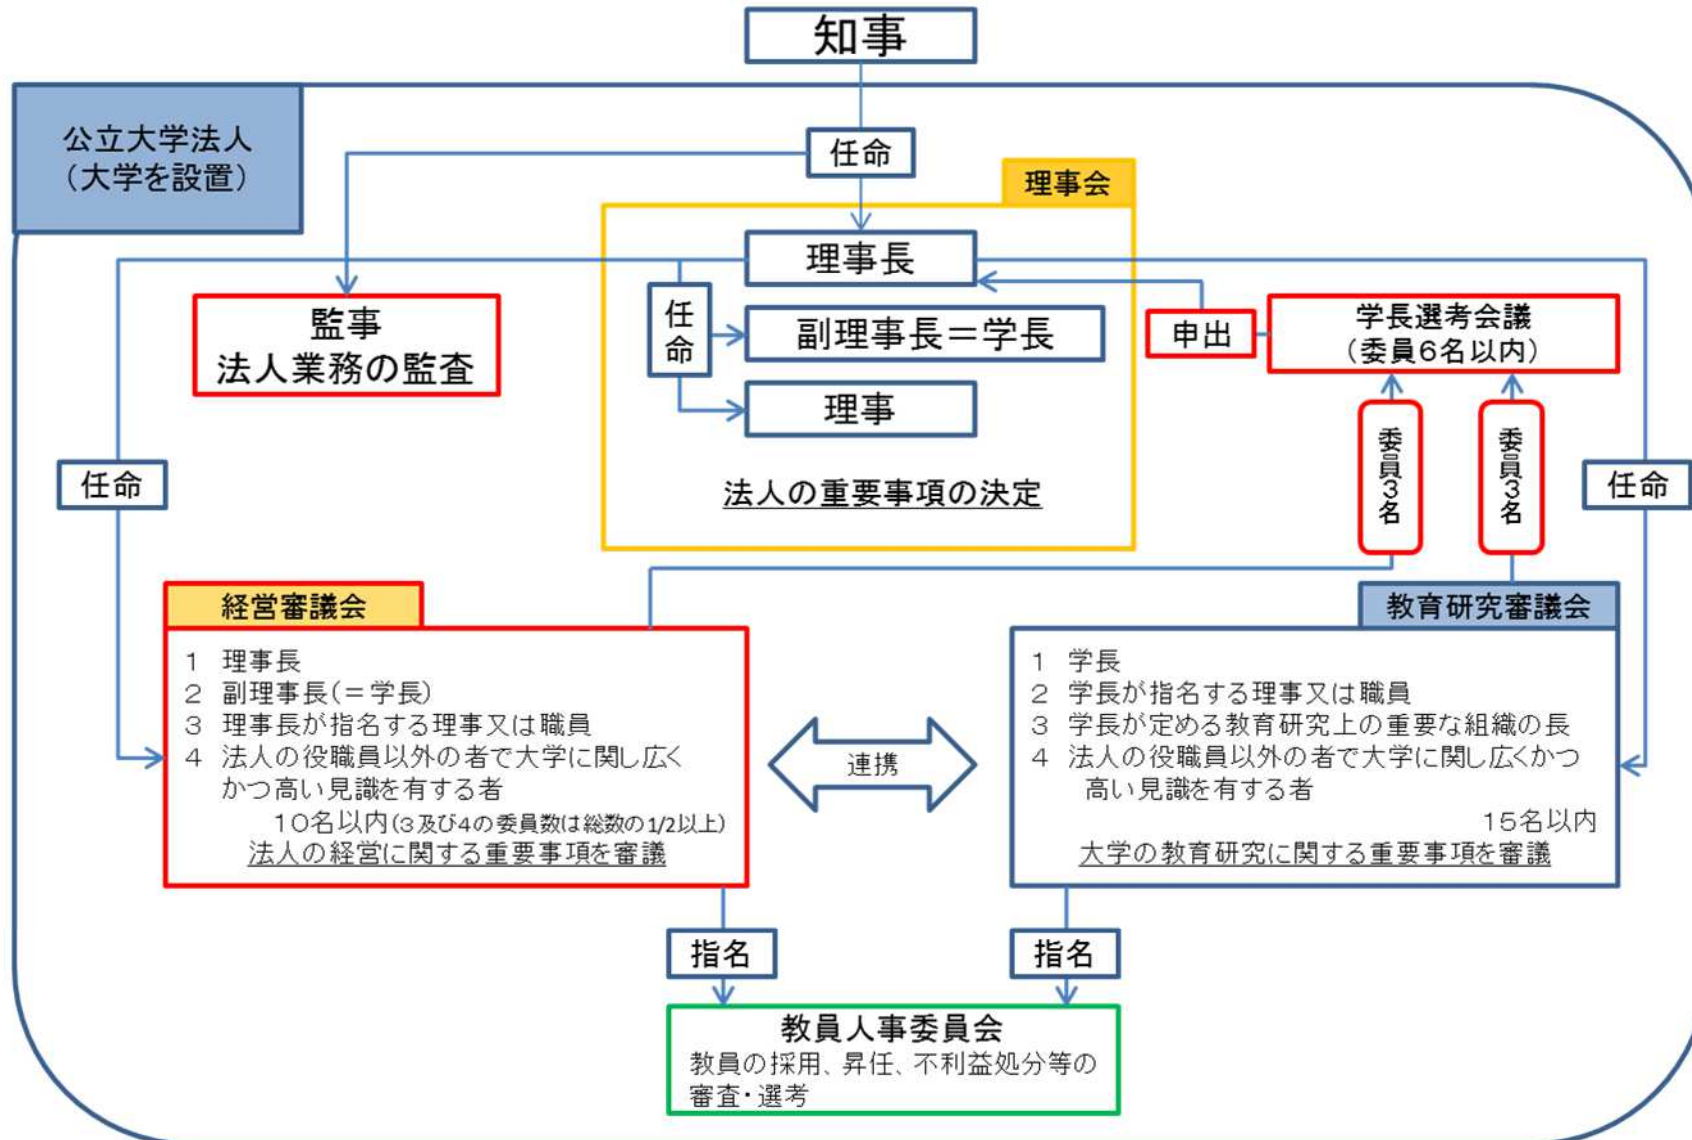 知事
公立大学法人
（大学を設置）
任命
理事会
理事長
監事
法人業務の監査
任命
副理事長＝学長
理事
法人の重要事項の決定
申出
学長選考会議
（委員6名以内）
委員3名
委員3名
任命
任命
経営審議会
1 理事長
2 副理事長（＝学長）
3 理事長が指名する理事又は職員
4 法人の役職員以外の者で大学に関し広く
かつ高い見識を有する者
10名以内（3及び4の委員数は総数の1/2以上）
法人の経営に関する重要事項を審議
連携
教育研究審議会
1 学長
2 学長が指名する理事又は職員
3 学長が定める教育研究上の重要な組織の長
4 法人の役職員以外の者で大学に関し広くかつ
高い見識を有する者
15名以内
大学の教育研究に関する重要事項を審議
指名
指名
教員人事委員会
教員の採用、昇任、不利益処分等の
審査・選考